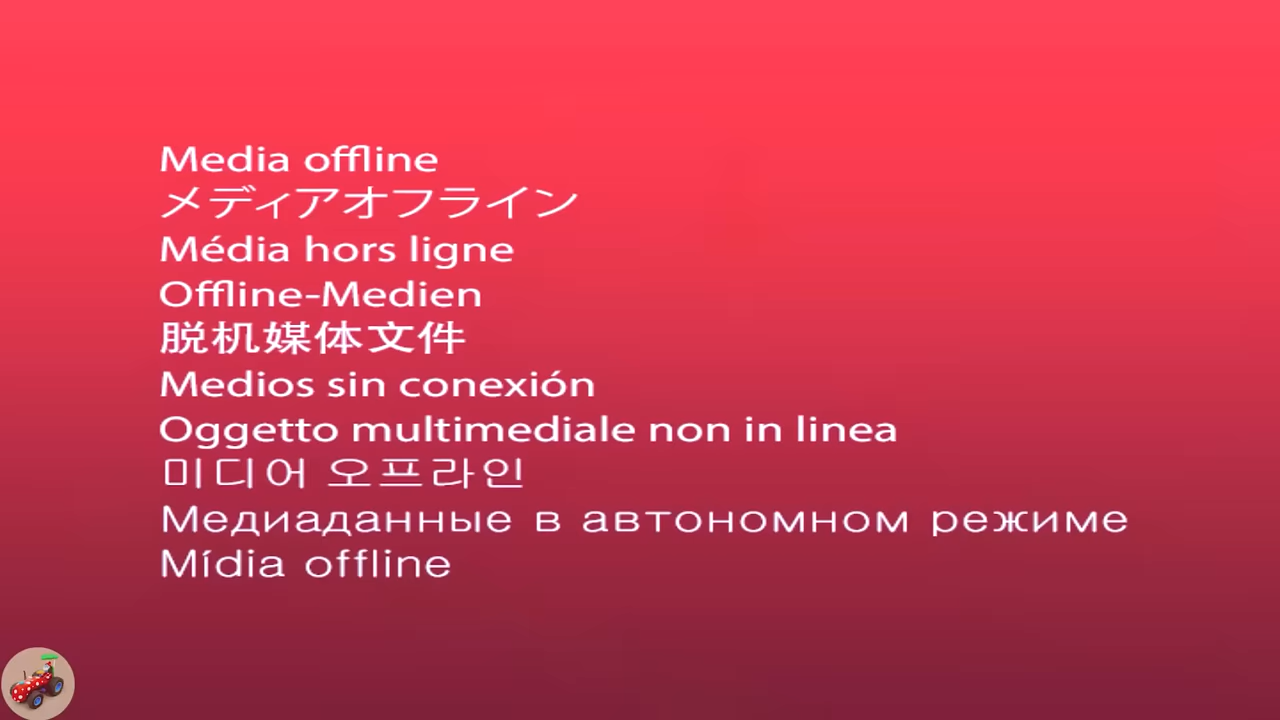 Media offline
メディアオフライン
Média hors ligne
Offline-Medien
脱机媒体文件
Medios sin conexión
Oggetto multimediale non in linea
미디어 오프라인
Медиаданные в автономном режиме
Mídia offline